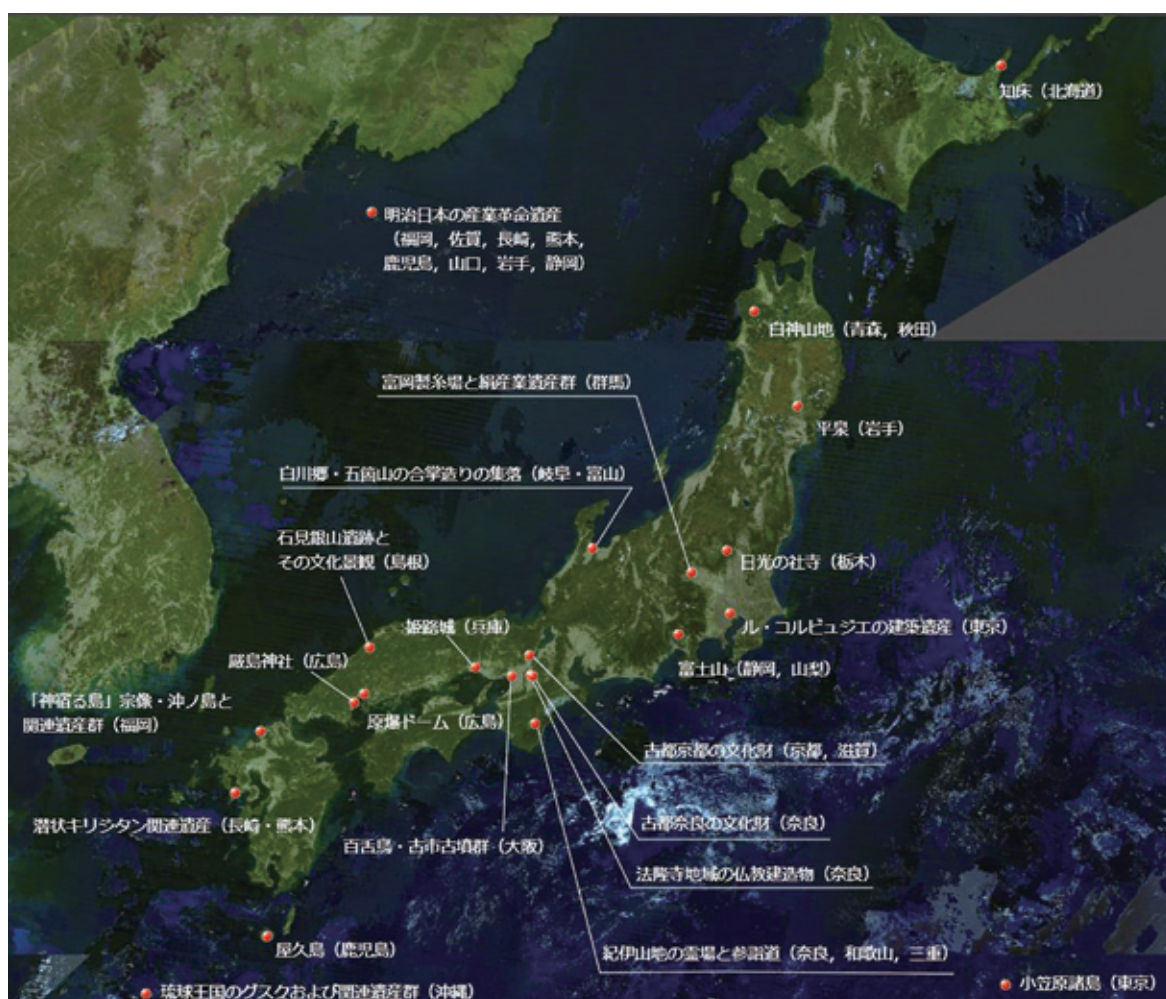 知床（北海道）
明治日本の産業革命遺産
（福岡，佐賀，長崎，熊本，
鹿児島，山口，岩手，静岡）
白神山地（青森，秋田）
富岡製糸場と絹産業遺産群（群馬）
平泉（岩手）
白川郷・五箇山の合掌造りの集落（岐阜・富山）
石見銀山遺跡と
その文化景観（島根）
日光の社寺（栃木）
姫路城（兵庫）
ル・コルビュジエの建築遺産（東京）
厳島神社（広島）
富士山（静岡，山梨）
「神宿る島」宗像・沖ノ島と
関連遺産群（福岡）
原爆ドーム（広島）
古都京都の文化財（京都，滋賀）
潜伏キリシタン関連遺産（長崎・熊本）
古都奈良の文化財（奈良）
百舌鳥・古市古墳群（大阪）
法隆寺地域の仏教建造物（奈良）
屋久島（鹿児島）
紀伊山地の霊場と参詣道（奈良，和歌山，三重）
琉球王国のグスクおよび関連遺産群（沖縄）
小笠原諸島（東京）